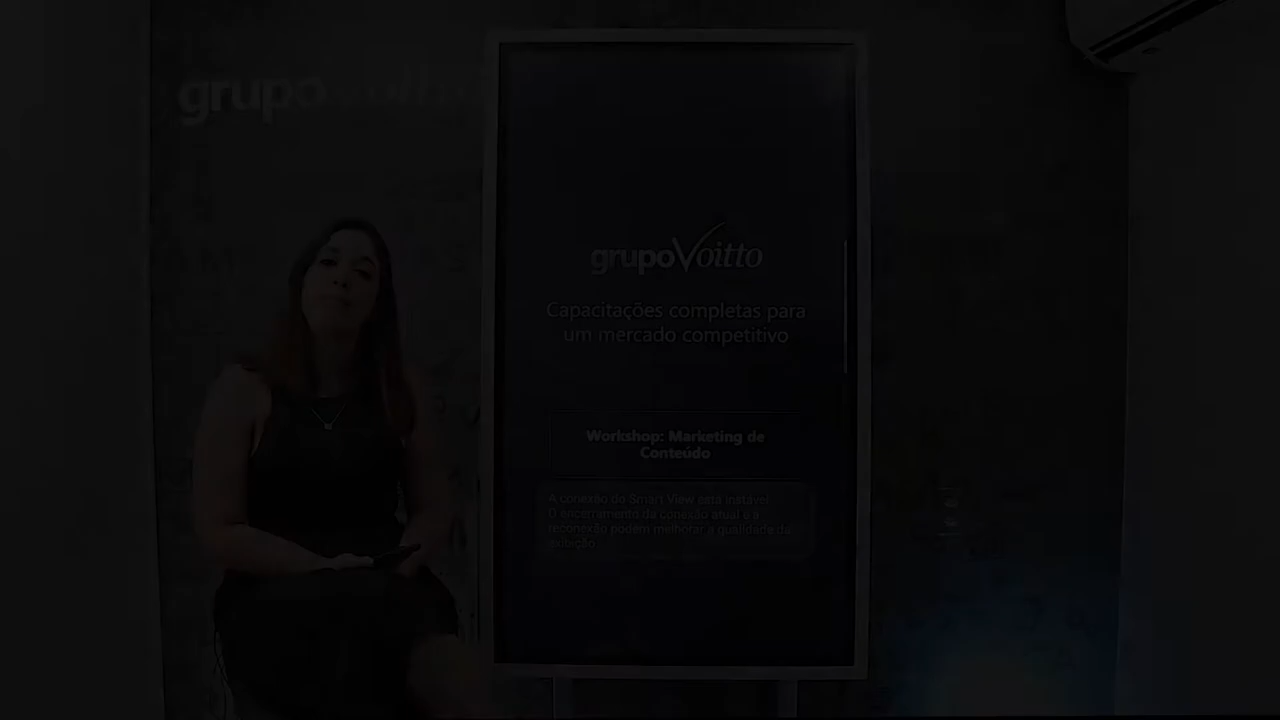 grupo
grupoVoitto
Capacitações completas para
um mercado competitivo
Workshop: Marketing de
Conteúdo
A conexão do Smart View está instável.
O encerramento da conexão atual e a
reconexão podem melhorar a qualidade da
exibição.